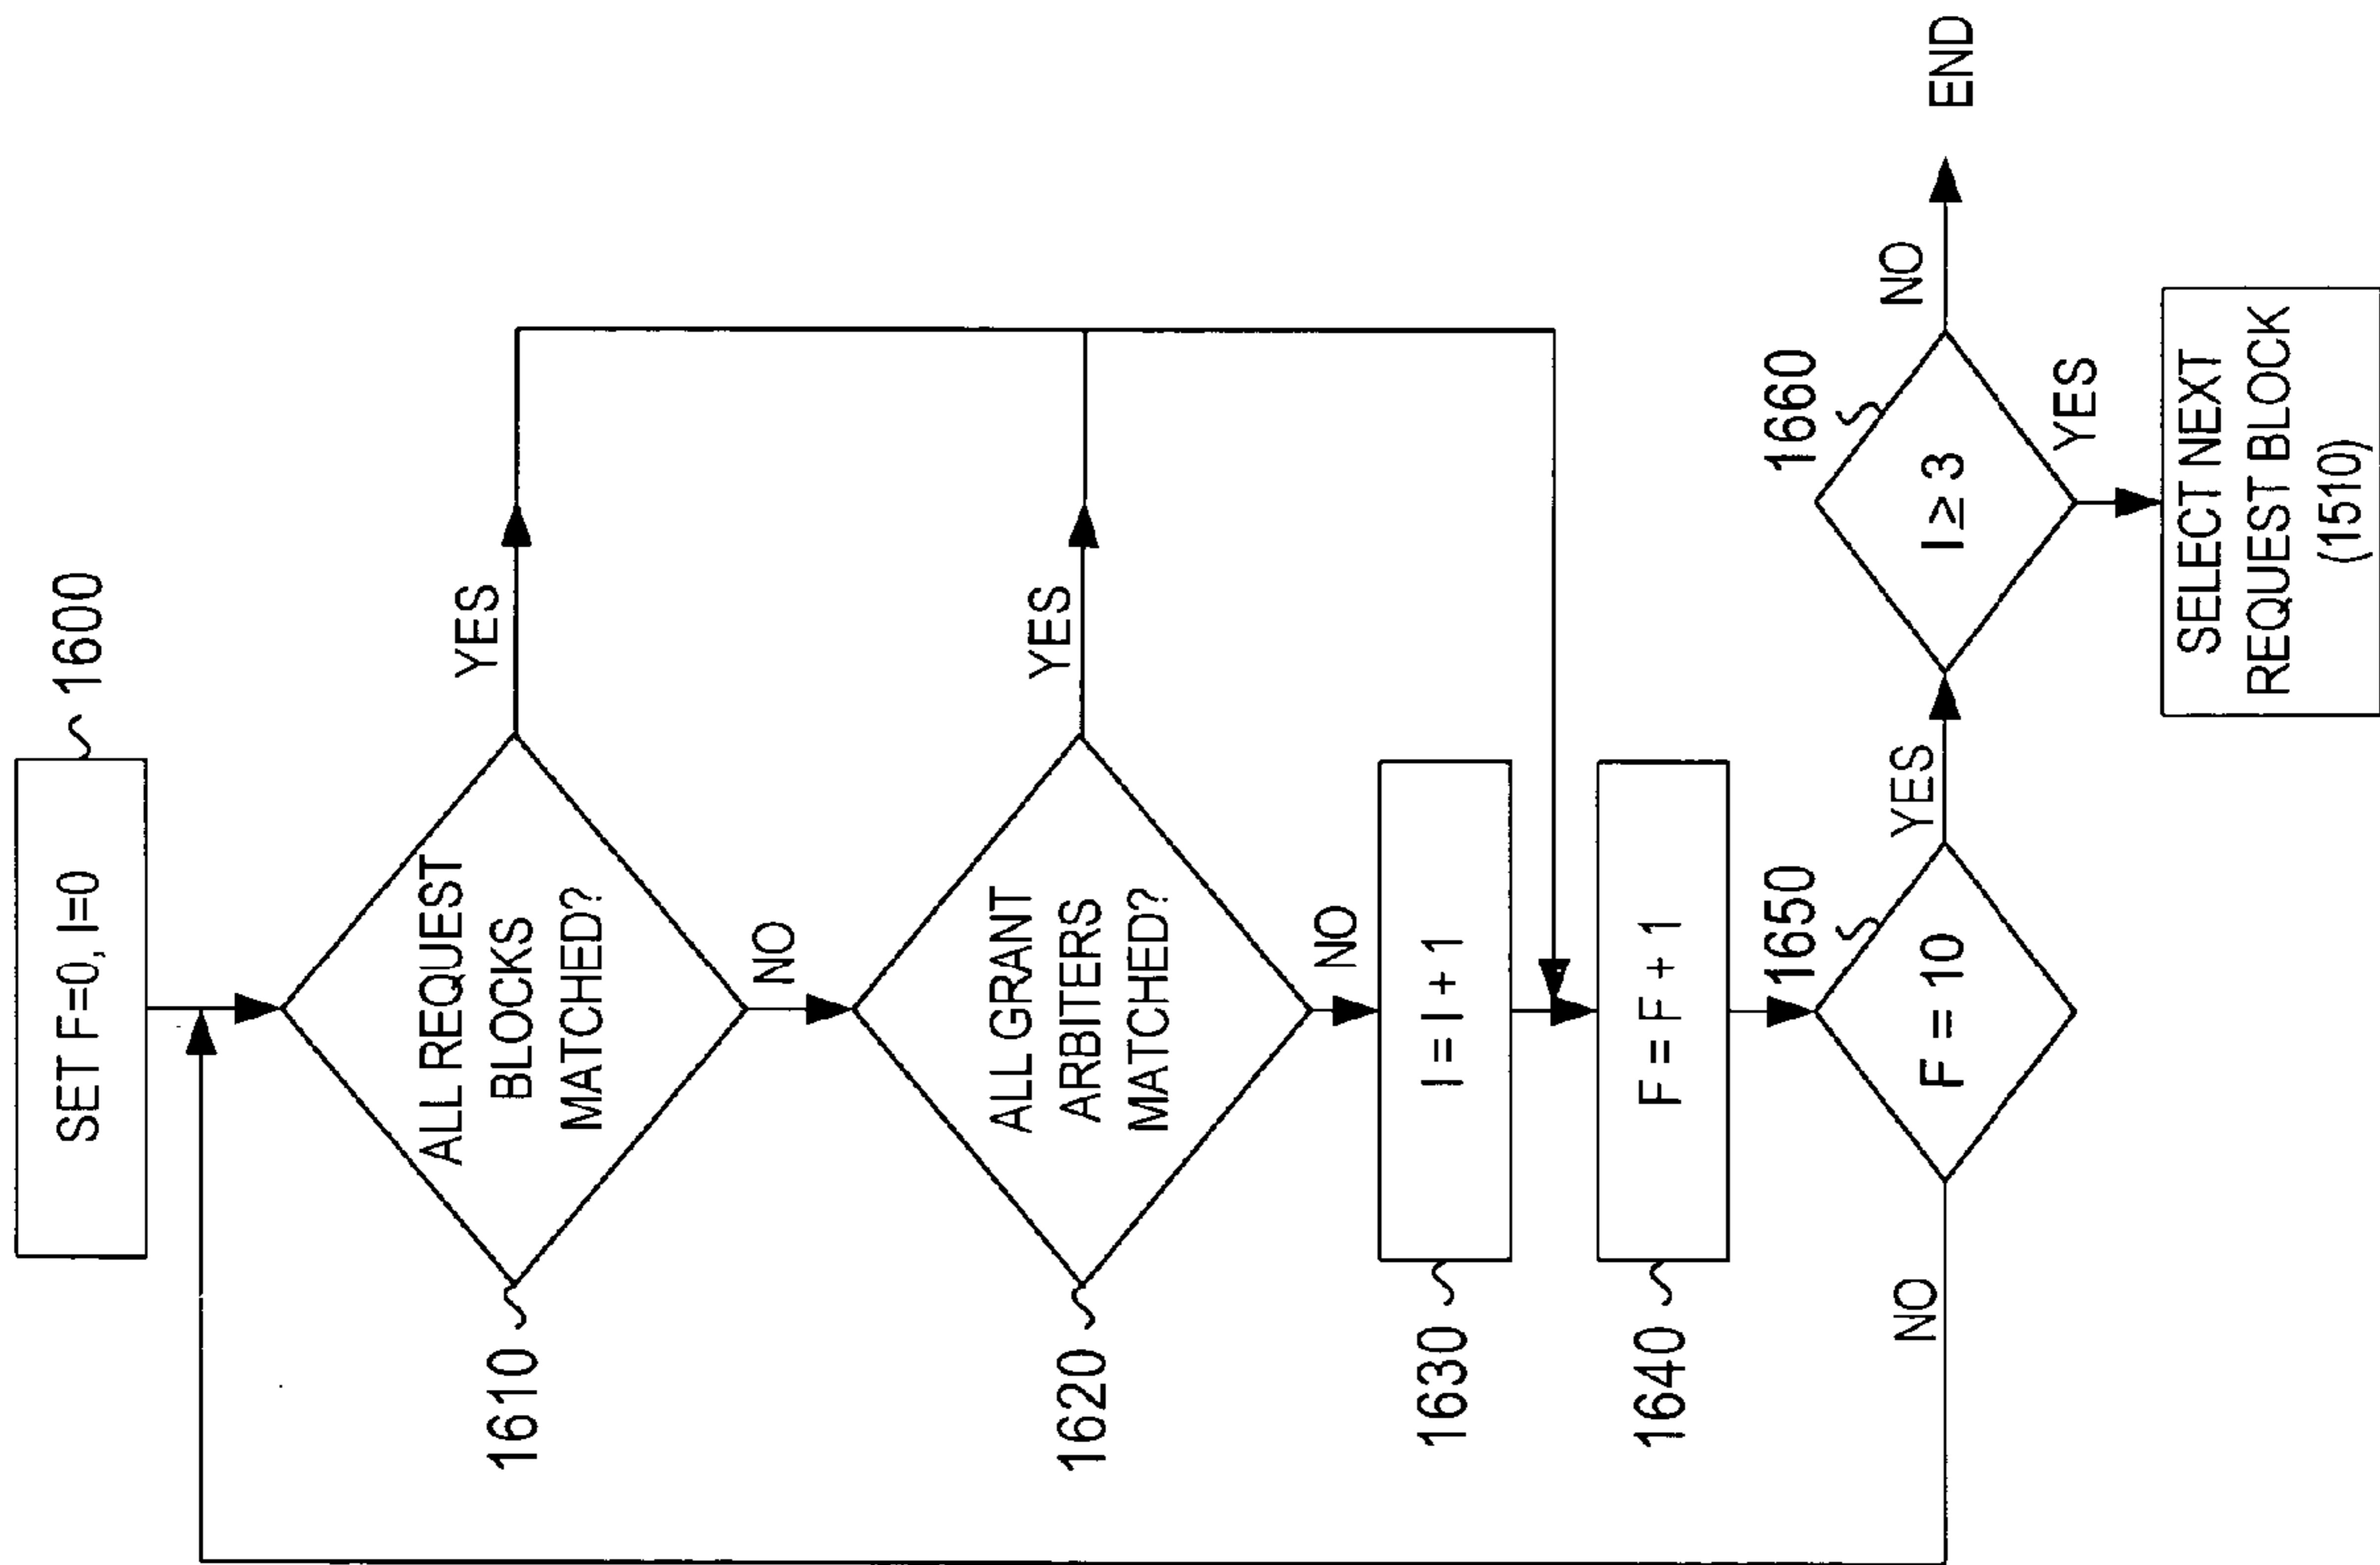 SET F=0, I=0
1600
ALL REQUEST
BLOCKS
MATCHED?
1610
YES
NO
ALL GRANT
ARBITERS
MATCHED?
1620
YES
NO
I = I + 1
1630
F = F + 1
1640
1650
F = 10
NO
YES
1660
I ≥ 3
NO
END
YES
SELECT NEXT
REQUEST BLOCK
(1510)